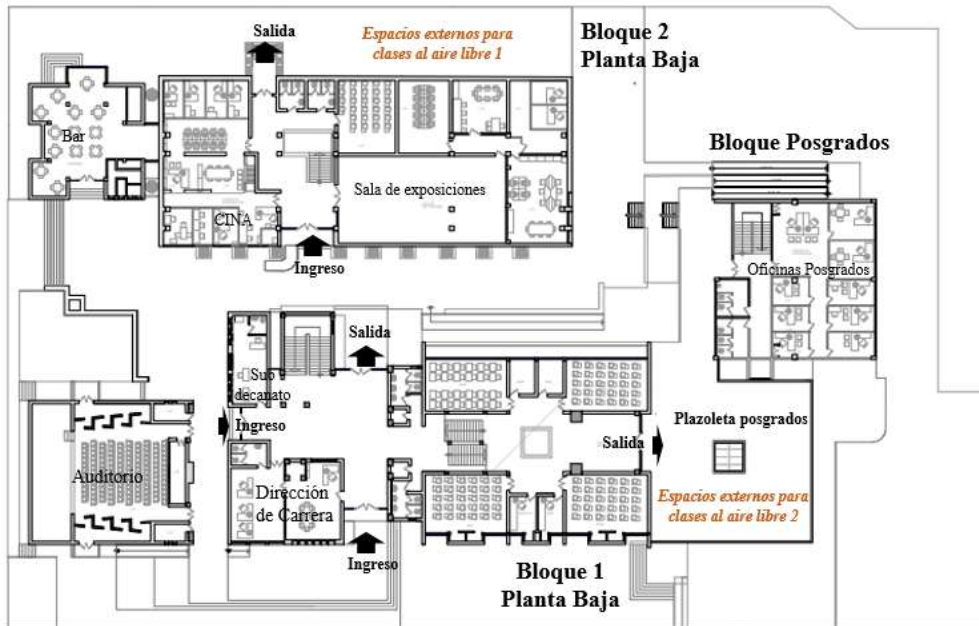 Salida
Espacios externos para
clases al aire libre 1
Bloque 2
Planta Baja
Bar
Bloque Posgrados
Sala de exposiciones
CINA
Ingreso
Oficinas Posgrados
Salida
Sub
decanato
Ingreso
Plazoleta posgrados
Salida
Auditorio
Dirección
de Carrera
Espacios externos para
clases al aire libre 2
Ingreso
Bloque 1
Planta Baja